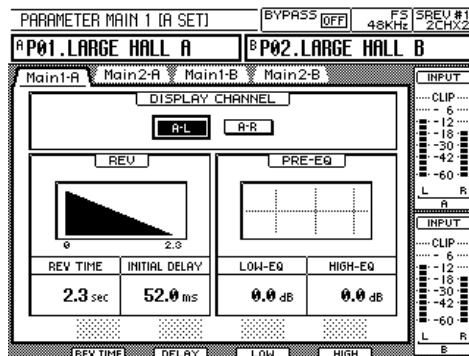 PARAMETER MAIN 1 [A SET]
BYPASS OFF
FS 48KHz
SREV #1 2CHX2
A P01.LARGE HALL A
B P02.LARGE HALL B
Main1-A Main2-A Main1-B Main2-B
DISPLAY CHANNEL
A-L A-R
REV
0 2.3
REV TIME INITIAL DELAY
2.3 sec 52.0 ms
PRE-EQ
LOW-EQ HIGH-EQ
0.0 dB 0.0 dB
REV TIME DELAY LOW HIGH
INPUT
CLIP
- 6
-12
-18
-30
-42
-60
L R
A
INPUT
CLIP
- 6
-12
-18
-30
-42
-60
L R
B